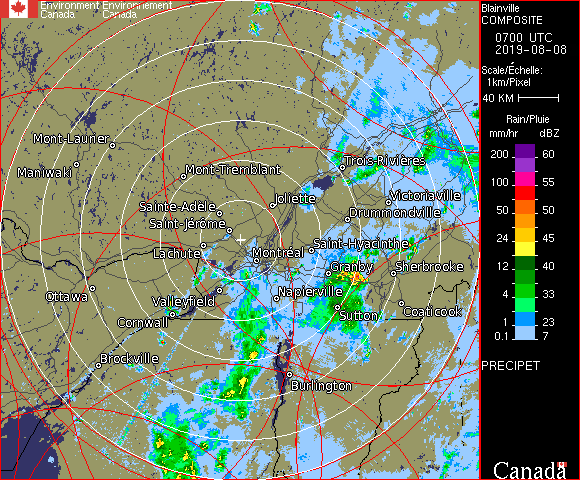 Environment Environnement
Canada Canada
Blainville
COMPOSITE
0700 UTC
2019-08-08
Scale/Échelle:
1km/Pixel
40 KM
Rain/Pluie
mm/hr dBZ
200 60
100 55
50 50
24 45
12 40
4 33
1 23
0.1 7
PRECIPET
Canada
Mont-Laurier
Maniwaki
Mont-Tremblant
Trois-Rivières
Sainte-Adèle
Joliette
Victoriaville
Saint-Jérôme
Drummondville
Lachute
Montréal
Saint-Hyacinthe
Granby
Sherbrooke
Ottawa
Valleyfield
Napierville
Cornwall
Sutton
Coaticook
Brockville
Burlington